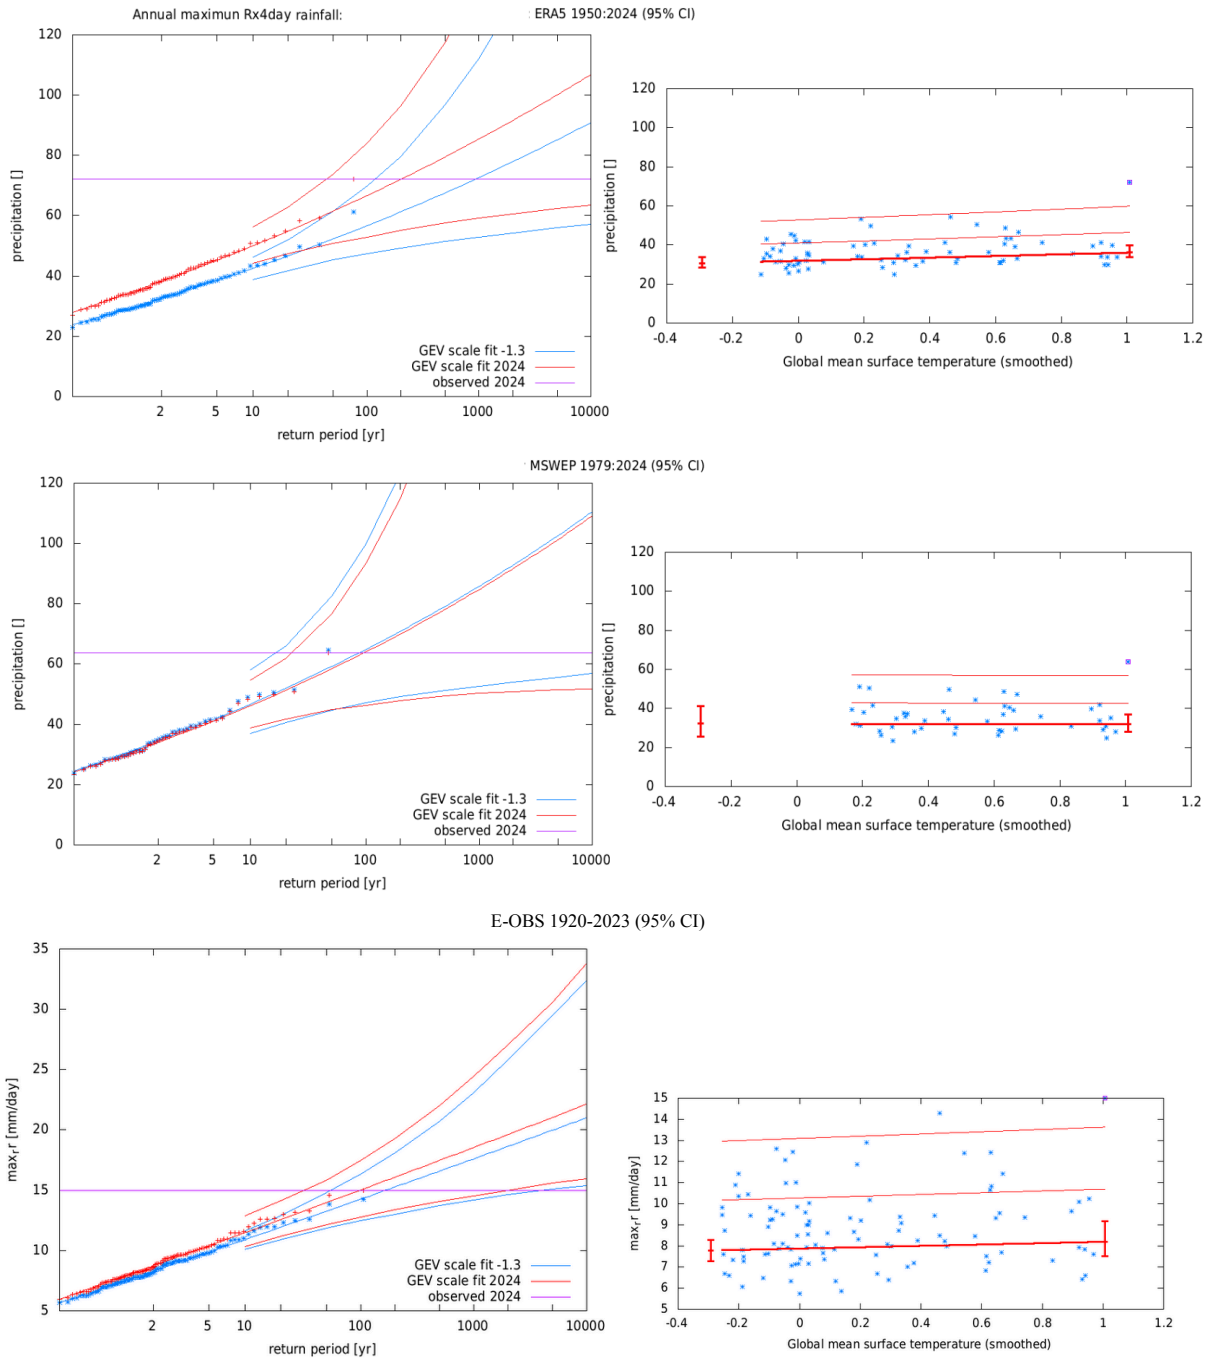 Annual maximun Rx4day rainfall: : ERA5 1950:2024 (95% CI)
120
100
80
60
40
20
0
precipitation []
GEV scale fit -1.3
GEV scale fit 2024
observed 2024
2 5 10 100 1000 10000
return period [yr]
120
100
80
60
40
20
0
precipitation []
-0.4 -0.2 0 0.2 0.4 0.6 0.8 1 1.2
Global mean surface temperature (smoothed)
MSWEP 1979:2024 (95% CI)
120
100
80
60
40
20
0
precipitation []
GEV scale fit -1.3
GEV scale fit 2024
observed 2024
2 5 10 100 1000 10000
return period [yr]
120
100
80
60
40
20
0
precipitation []
-0.4 -0.2 0 0.2 0.4 0.6 0.8 1 1.2
Global mean surface temperature (smoothed)
E-OBS 1920-2023 (95% CI)
35
30
25
20
15
10
5
max_r r [mm/day]
GEV scale fit -1.3
GEV scale fit 2024
observed 2024
2 5 10 100 1000 10000
return period [yr]
15
14
13
12
11
10
9
8
7
6
5
max_r r [mm/day]
-0.4 -0.2 0 0.2 0.4 0.6 0.8 1 1.2
Global mean surface temperature (smoothed)